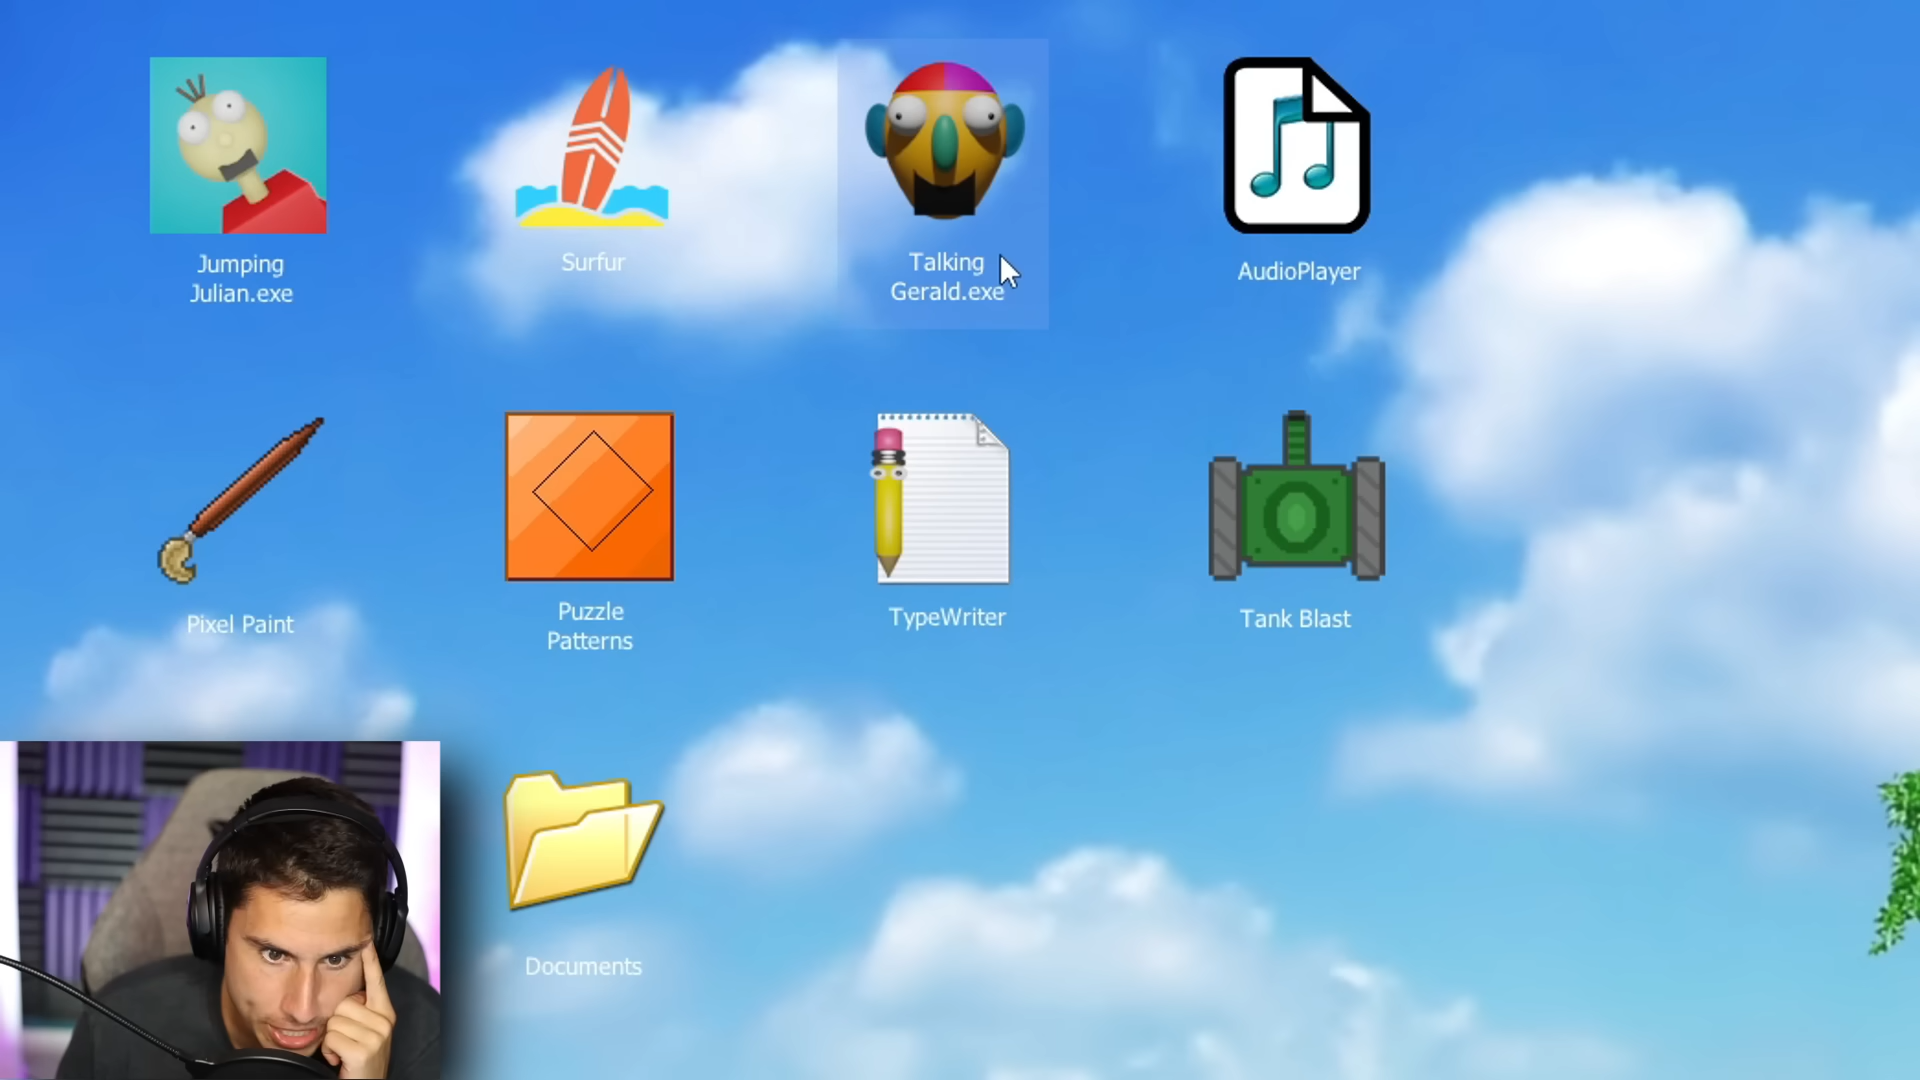 Jumping
Julian.exe
Surfur
Talking
Gerald.exe
AudioPlayer
Pixel Paint
Puzzle
Patterns
TypeWriter
Tank Blast
Documents